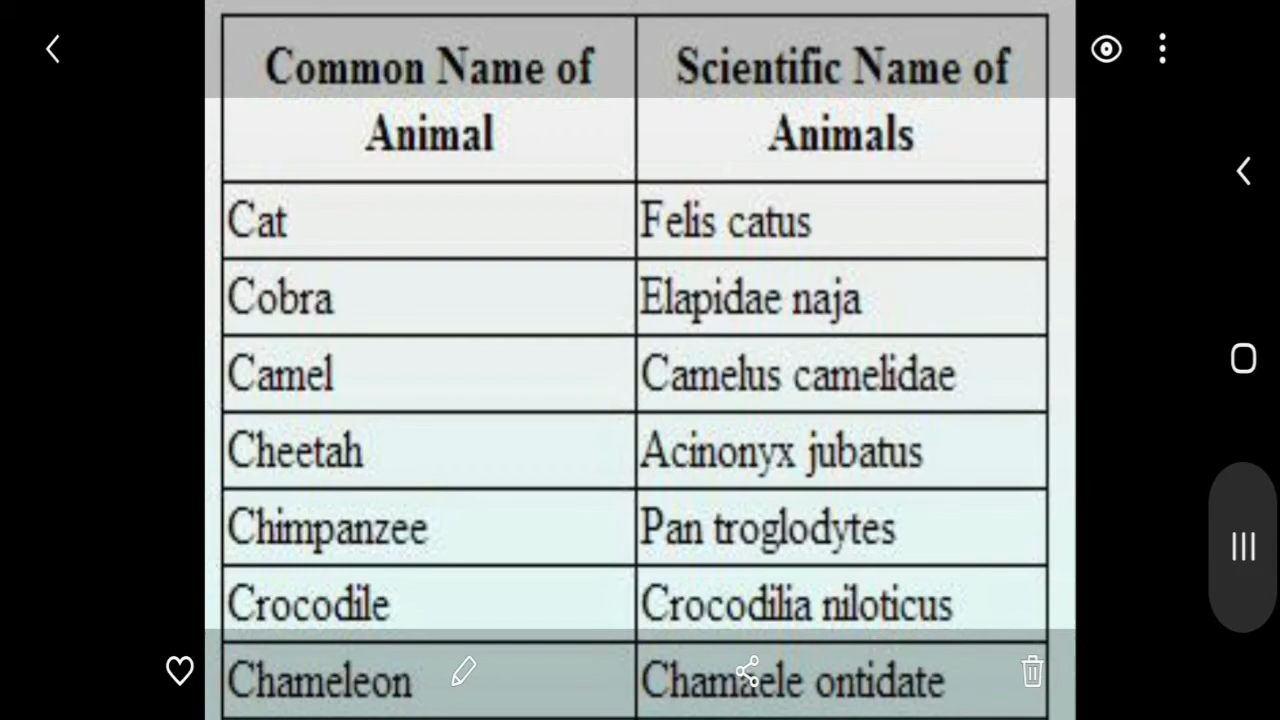 Common Name of Scientific Name of
Animal Animals
Cat Felis catus
Cobra Elapidae naja
Camel Camelus camelidae
Cheetah Acinonyx jubatus
Chimpanzee Pan troglodytes
Crocodile Crocodilia niloticus
Chameleon Chamaele ontidate